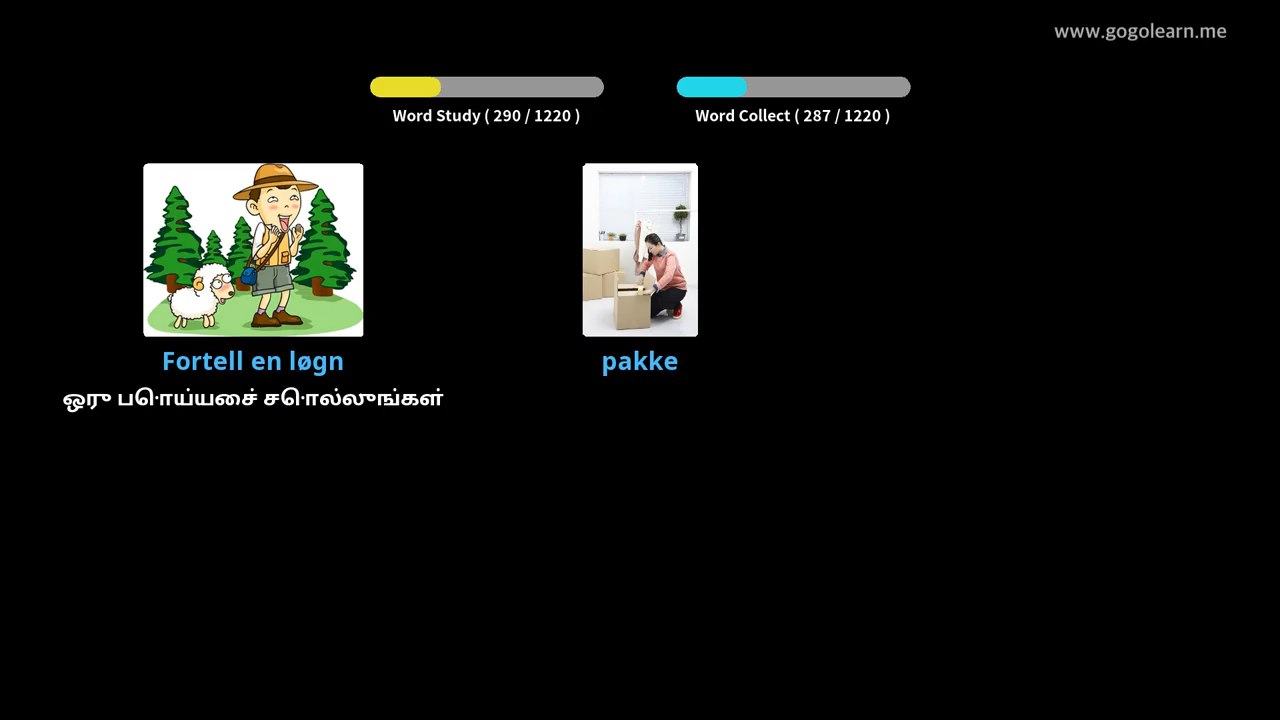 www.gogolearn.me
Word Study ( 290 / 1220 )
Word Collect ( 287 / 1220 )
Fortell en løgn
pakke
ஒரு பொய்யைச் சொல்லுங்கள்